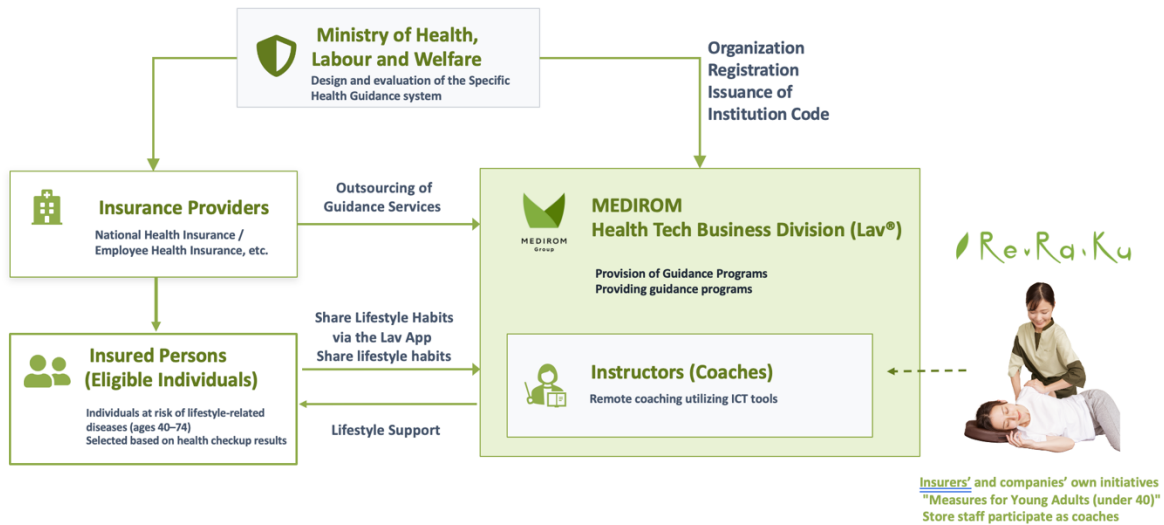 Ministry of Health,
Labour and Welfare
Design and evaluation of the Specific
Health Guidance system
Organization
Registration
Issuance of
Institution Code
Insurance Providers
National Health Insurance /
Employee Health Insurance, etc.
Outsourcing of
Guidance Services
MEDIROM
Group
MEDIROM
Health Tech Business Division (Lav®)
Provision of Guidance Programs
Providing guidance programs
Re.Ra.Ku
Insured Persons
(Eligible Individuals)
Individuals at risk of lifestyle-related
diseases (ages 40–74)
Selected based on health checkup results
Share Lifestyle Habits
via the Lav App
Share lifestyle habits
Lifestyle Support
Instructors (Coaches)
Remote coaching utilizing ICT tools
Insurers' and companies' own initiatives
"Measures for Young Adults (under 40)"
Store staff participate as coaches